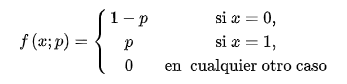 1 − p si x = 0,
f (x; p) = { p si x = 1,
0 en cualquier otro caso